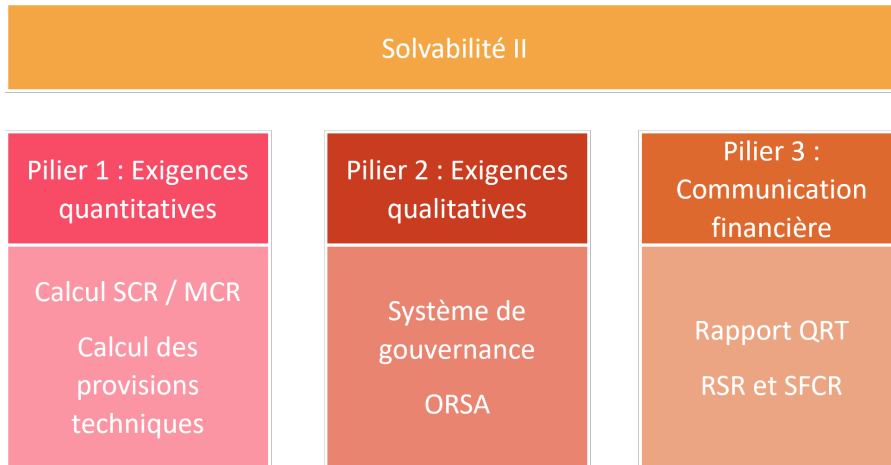 Solvabilité II
Pilier 1 : Exigences
quantitatives
Calcul SCR / MCR
Calcul des
provisions
techniques
Pilier 2 : Exigences
qualitatives
Système de
gouvernance
ORSA
Pilier 3 :
Communication
financière
Rapport QRT
RSR et SFCR